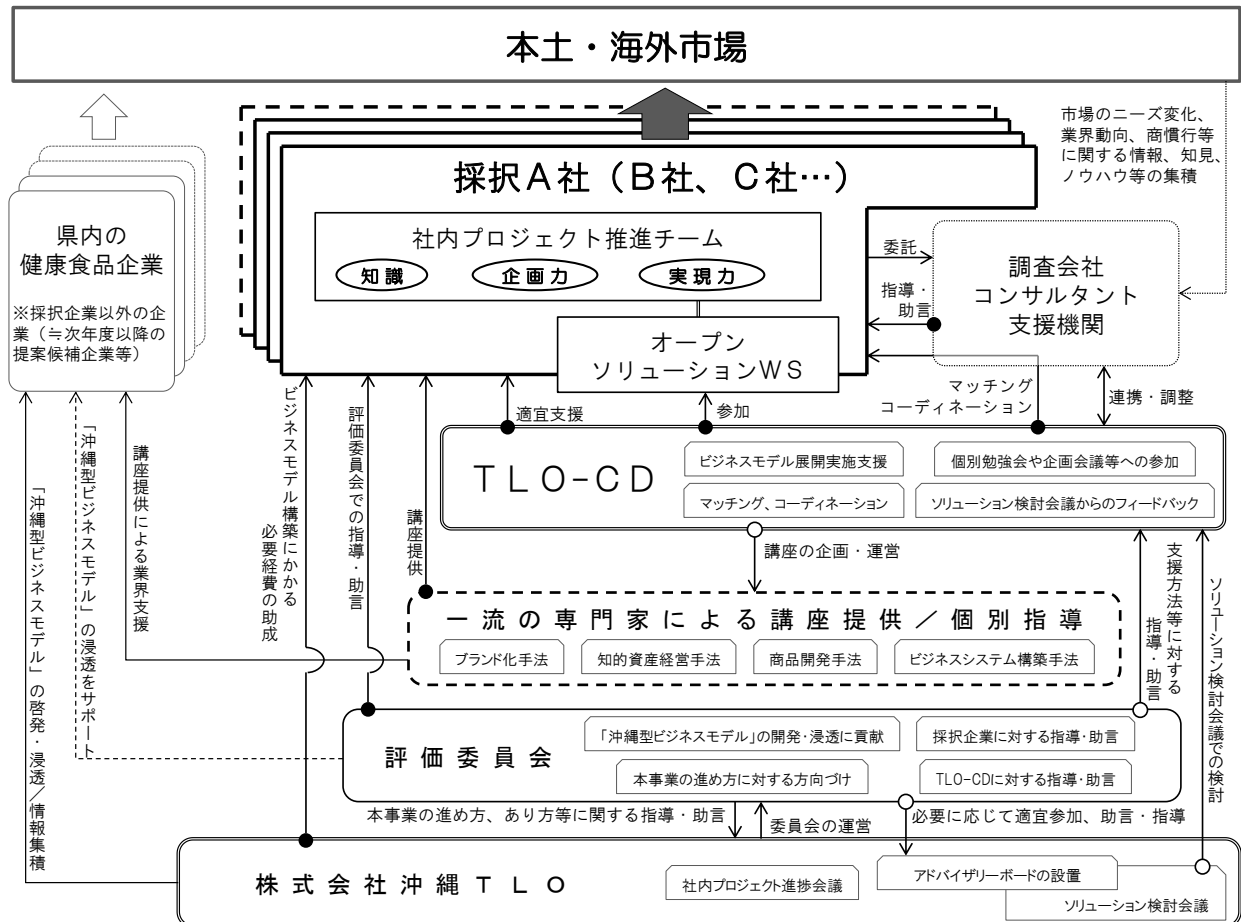 本土・海外市場
市場のニーズ変化、
業界動向、商慣行等
に関する情報、知見、
ノウハウ等の集積
採択A社（B社、C社…）
社内プロジェクト推進チーム
知識
企画力
実現力
オープン
ソリューションWS
県内の
健康食品企業
※採択企業以外の企
業（≒次年度以降の
提案候補企業等）
委託
指導・
助言
調査会社
コンサルタント
支援機関
マッチング
コーディネーション
連携・調整
適宜支援
参加
TLO-CD
ビジネスモデル展開実施支援
個別勉強会や企画会議等への参加
マッチング、コーディネーション
ソリューション検討会議からのフィードバック
「沖縄型ビジネスモデル」の啓発・浸透／情報集積
「沖縄型ビジネスモデル」の浸透をサポート
講座提供による業界支援
ビジネスモデル構築にかかる
必要経費の助成
評価委員会での指導・助言
講座提供
講座の企画・運営
一流の専門家による講座提供／個別指導
ブランド化手法
知的資産経営手法
商品開発手法
ビジネスシステム構築手法
支援方法等に対する
指導・助言
ソリューション検討会議での検討
評価委員会
「沖縄型ビジネスモデル」の開発・浸透に貢献
採択企業に対する指導・助言
本事業の進め方に対する方向づけ
TLO-CDに対する指導・助言
本事業の進め方、あり方等に関する指導・助言
委員会の運営
必要に応じて適宜参加、助言・指導
株式会社沖縄TLO
社内プロジェクト進捗会議
アドバイザリーボードの設置
ソリューション検討会議